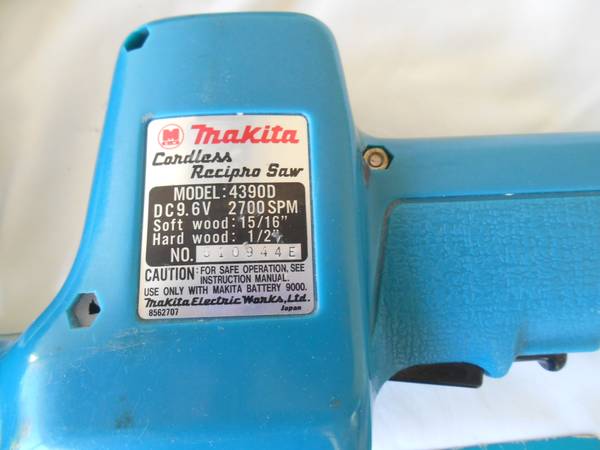 M
makita
Cordless
Recipro Saw
MODEL: 4390D
DC9.6V 2700SPM
Soft wood: 15/16"
Hard wood: 1/2"
NO. 310944E
CAUTION: FOR SAFE OPERATION, SEE
INSTRUCTION MANUAL.
USE ONLY WITH MAKITA BATTERY 9000.
Makita Electric Works, Ltd.
8562707 Japan